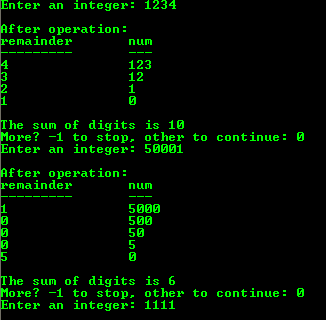 Enter an integer: 1234
After operation:
remainder num
--------- ---
4 123
3 12
2 1
1 0
The sum of digits is 10
More? -1 to stop, other to continue: 0
Enter an integer: 50001
After operation:
remainder num
--------- ---
1 5000
0 500
0 50
0 5
5 0
The sum of digits is 6
More? -1 to stop, other to continue: 0
Enter an integer: 1111